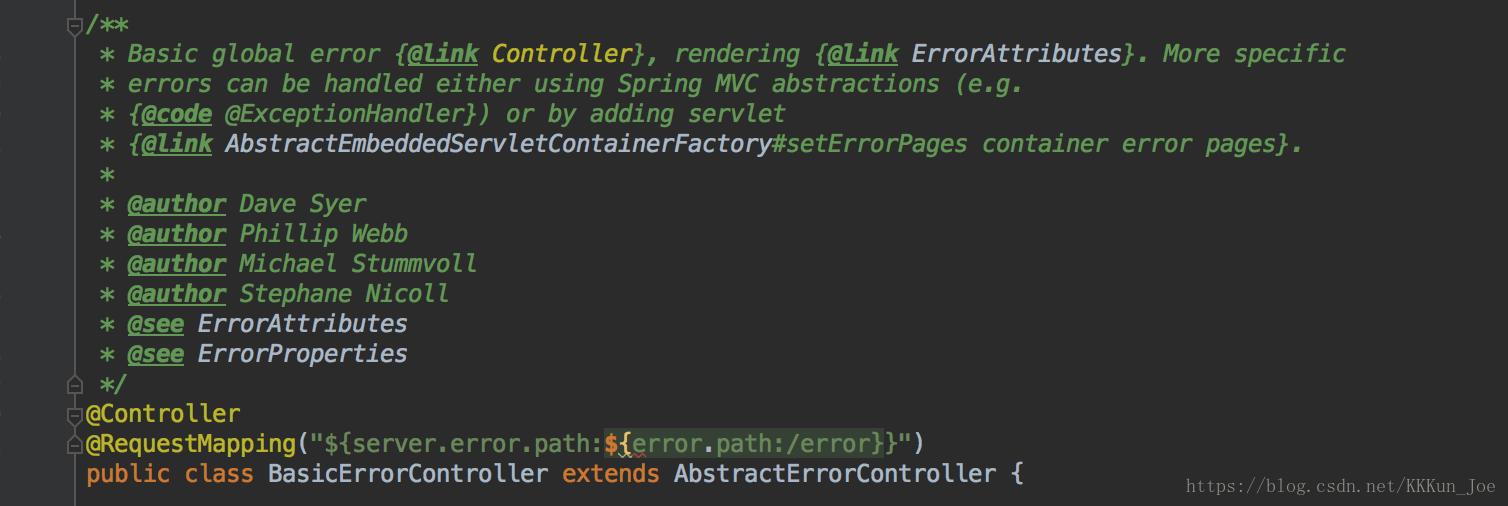 /**
* Basic global error {@link Controller}, rendering {@link ErrorAttributes}. More specific
* errors can be handled either using Spring MVC abstractions (e.g.
* {@code @ExceptionHandler}) or by adding servlet
* {@link AbstractEmbeddedServletContainerFactory#setErrorPages container error pages}.
*
* @author Dave Syer
* @author Phillip Webb
* @author Michael Stummvoll
* @author Stephane Nicoll
* @see ErrorAttributes
* @see ErrorProperties
*/
@Controller
@RequestMapping("${server.error.path:${error.path:/error}}")
public class BasicErrorController extends AbstractErrorController {
https://blog.csdn.net/KKKun_Joe